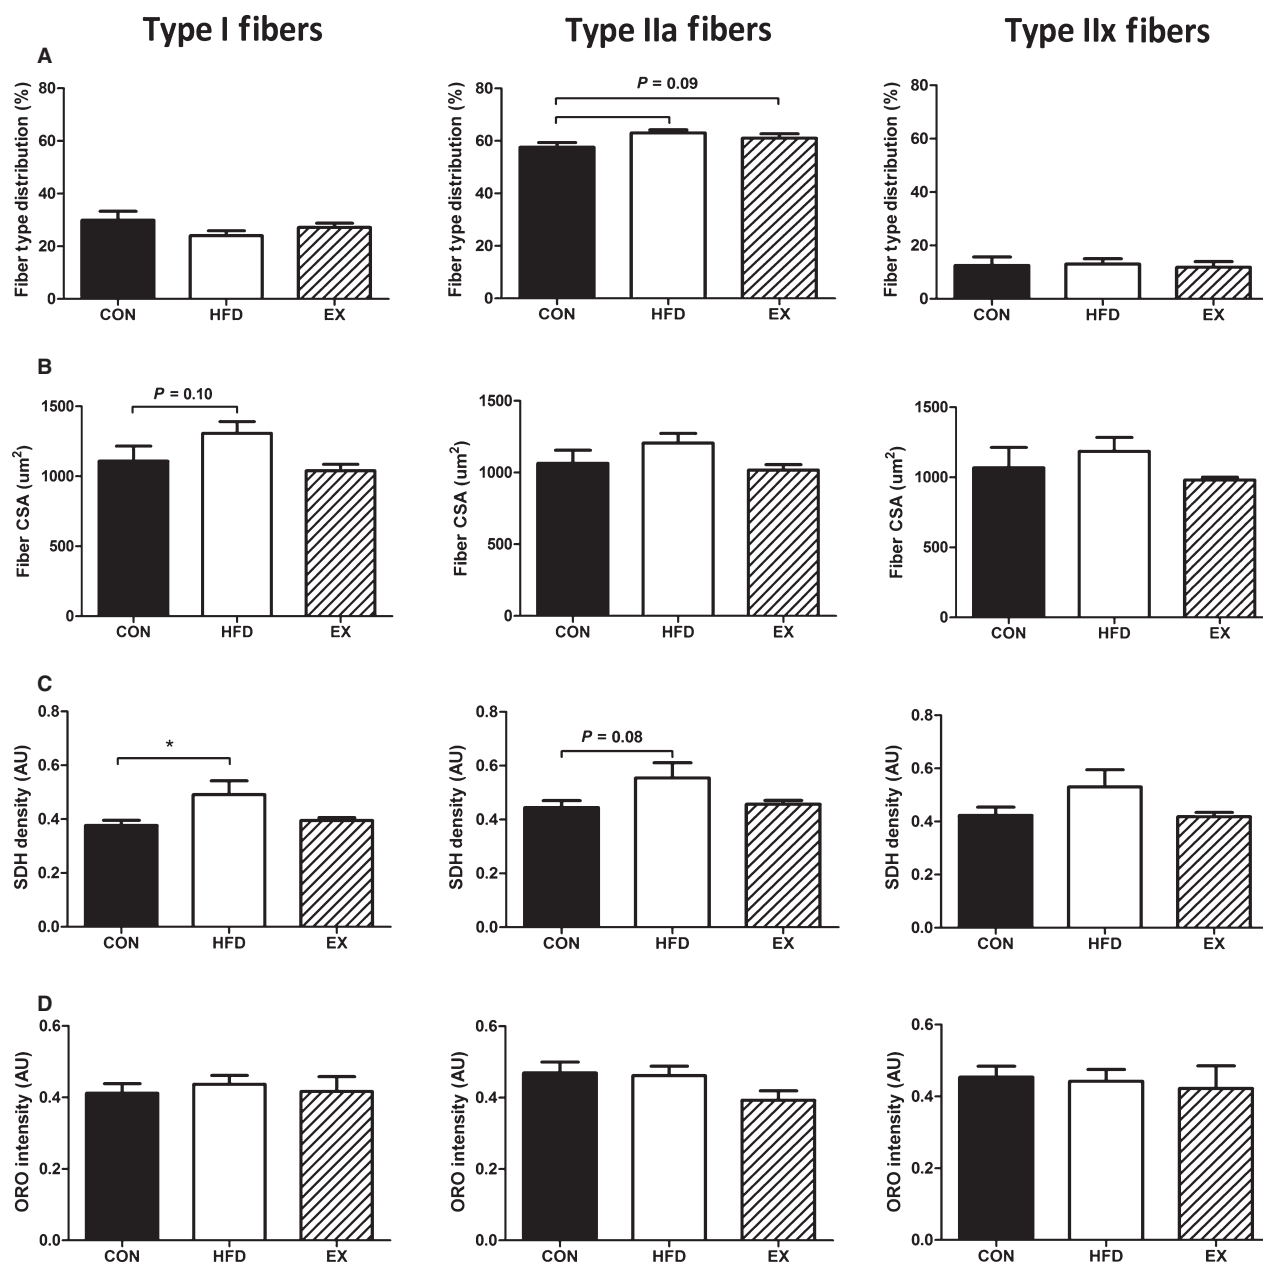 Type I fibers
Type IIa fibers
Type IIx fibers
A
Fiber type distribution (%)
80
60
40
20
0
CON HFD EX
Fiber type distribution (%)
80
60
40
20
0
P = 0.09
CON HFD EX
Fiber type distribution (%)
80
60
40
20
0
CON HFD EX
B
Fiber CSA (um²)
1500
1000
500
0
P = 0.10
CON HFD EX
Fiber CSA (um²)
1500
1000
500
0
CON HFD EX
Fiber CSA (um²)
1500
1000
500
0
CON HFD EX
C
SDH density (AU)
0.8
0.6
0.4
0.2
0.0
*
CON HFD EX
SDH density (AU)
0.8
0.6
0.4
0.2
0.0
P = 0.08
CON HFD EX
SDH density (AU)
0.8
0.6
0.4
0.2
0.0
CON HFD EX
D
ORO intensity (AU)
0.6
0.4
0.2
0.0
CON HFD EX
ORO intensity (AU)
0.6
0.4
0.2
0.0
CON HFD EX
ORO intensity (AU)
0.6
0.4
0.2
0.0
CON HFD EX